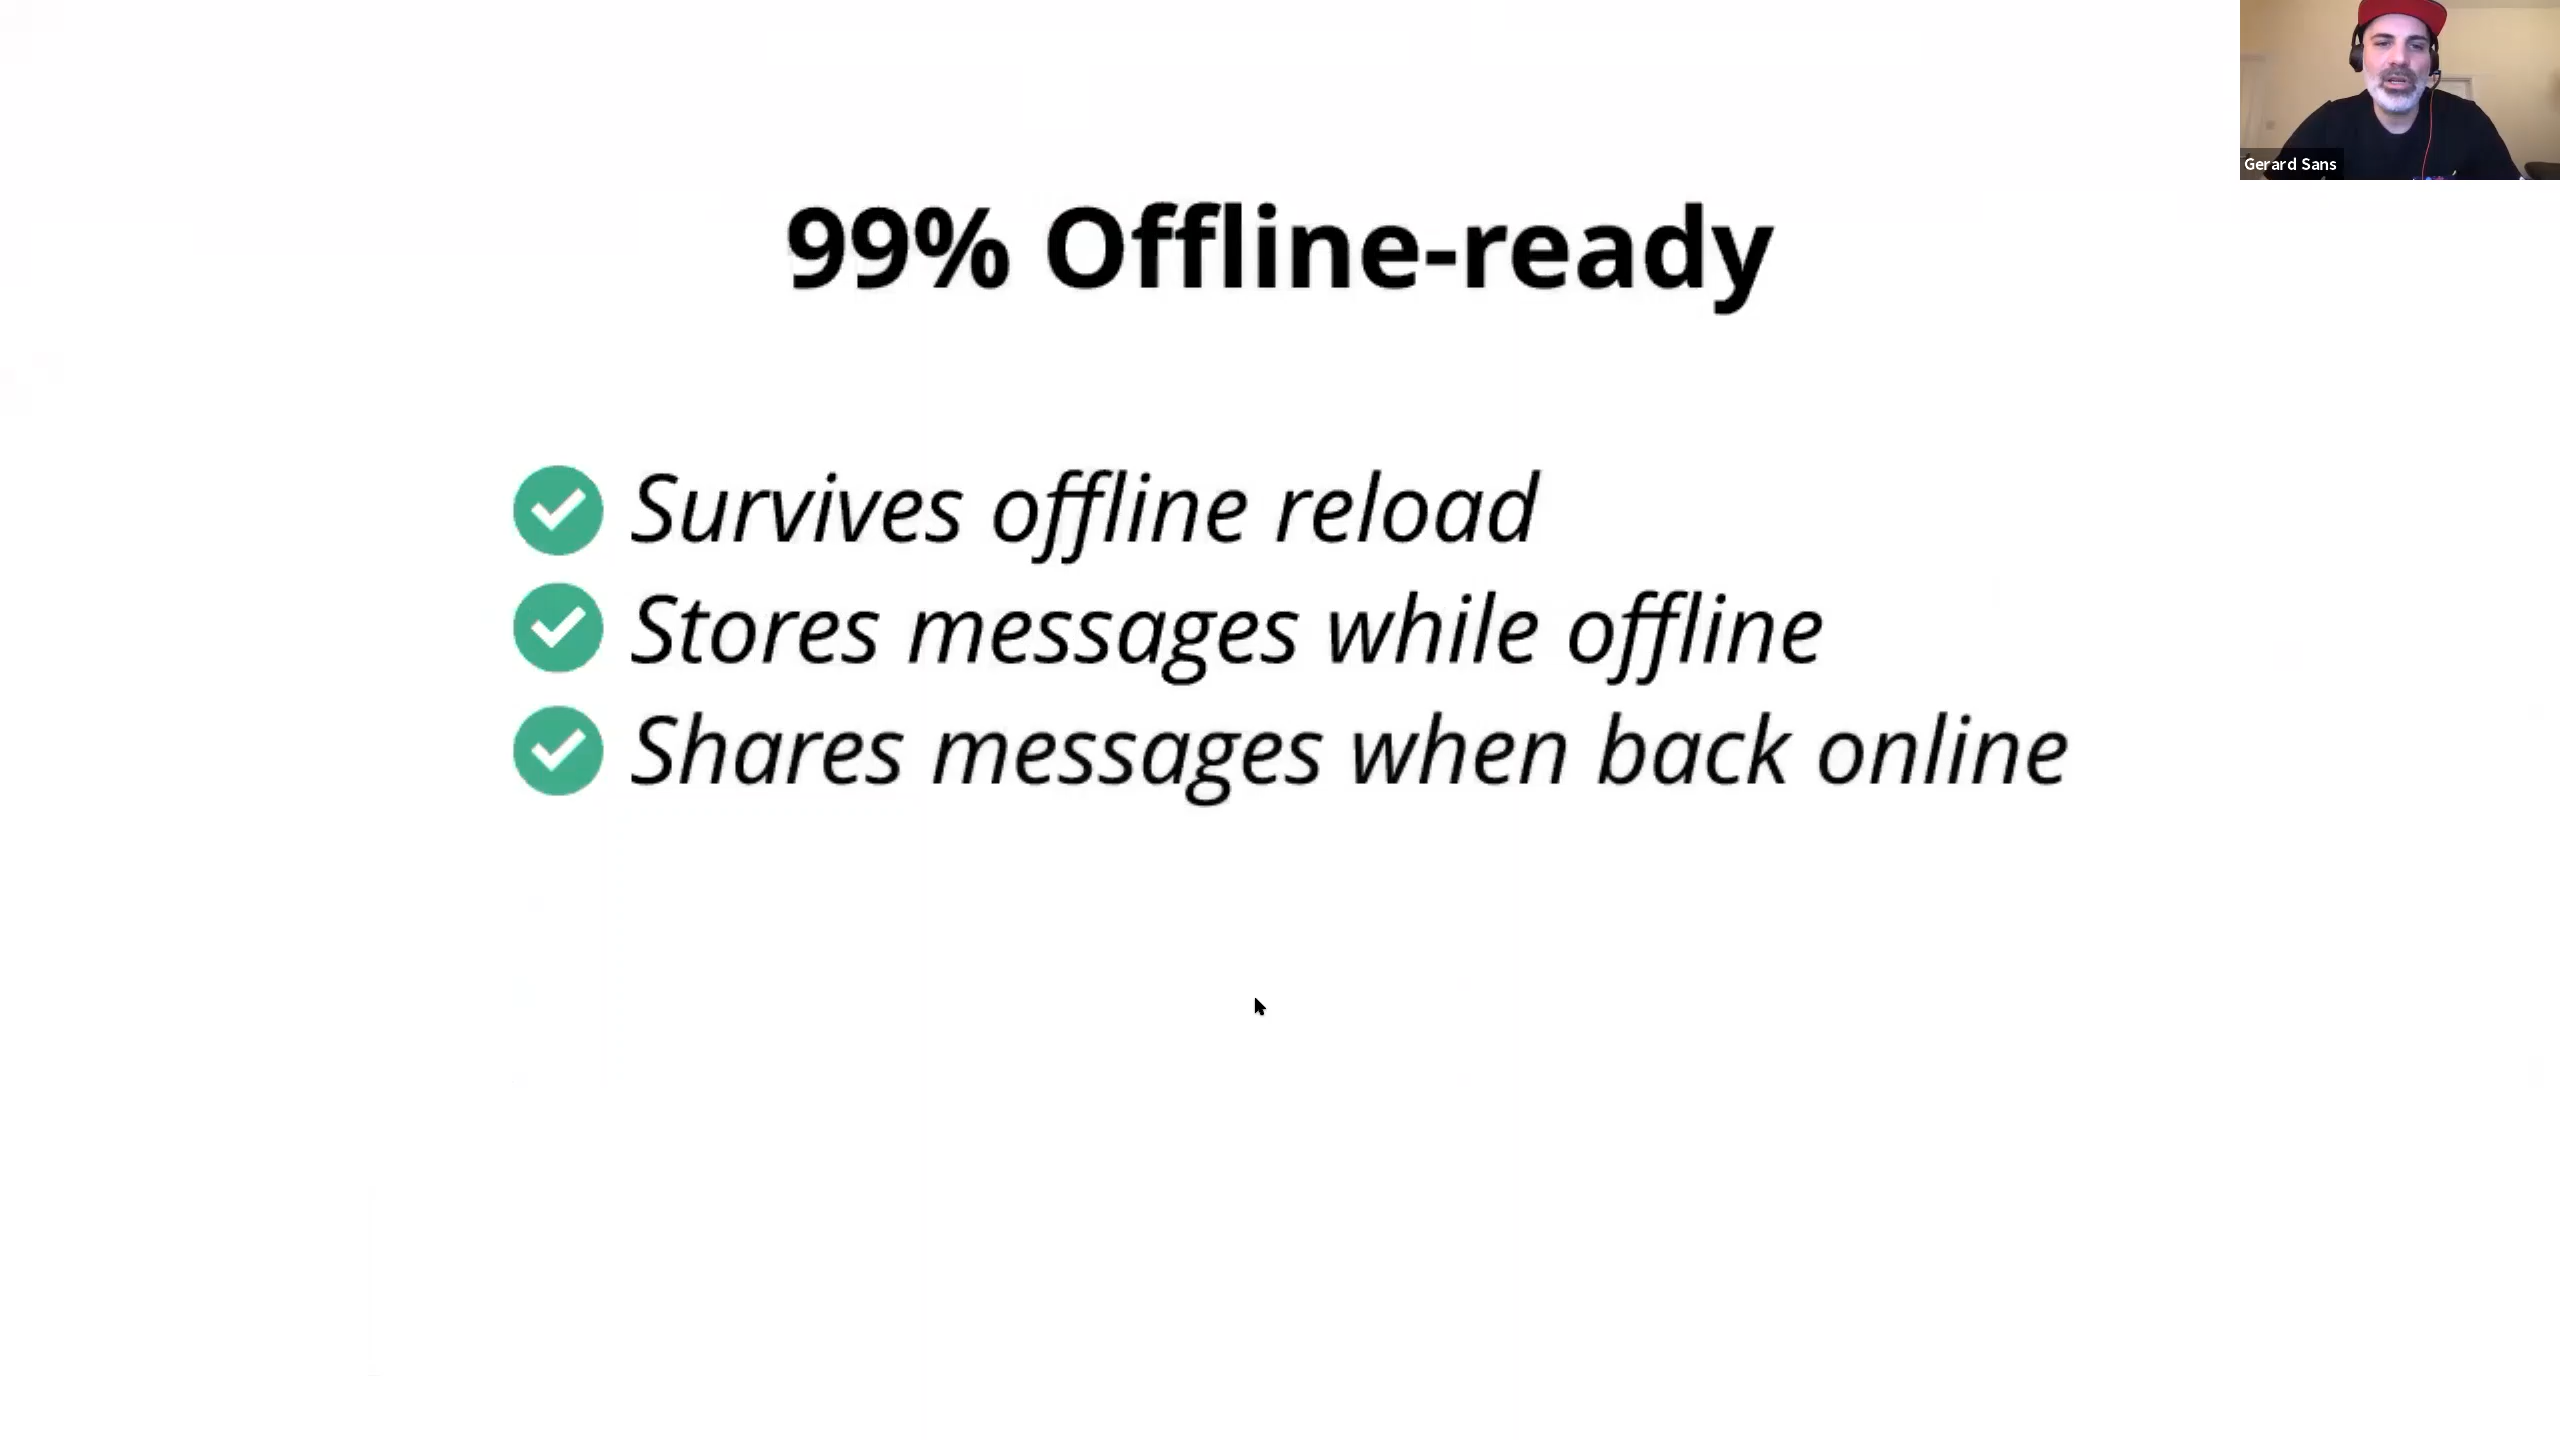 Gerard Sans
99% Offline-ready
Survives offline reload
Stores messages while offline
Shares messages when back online